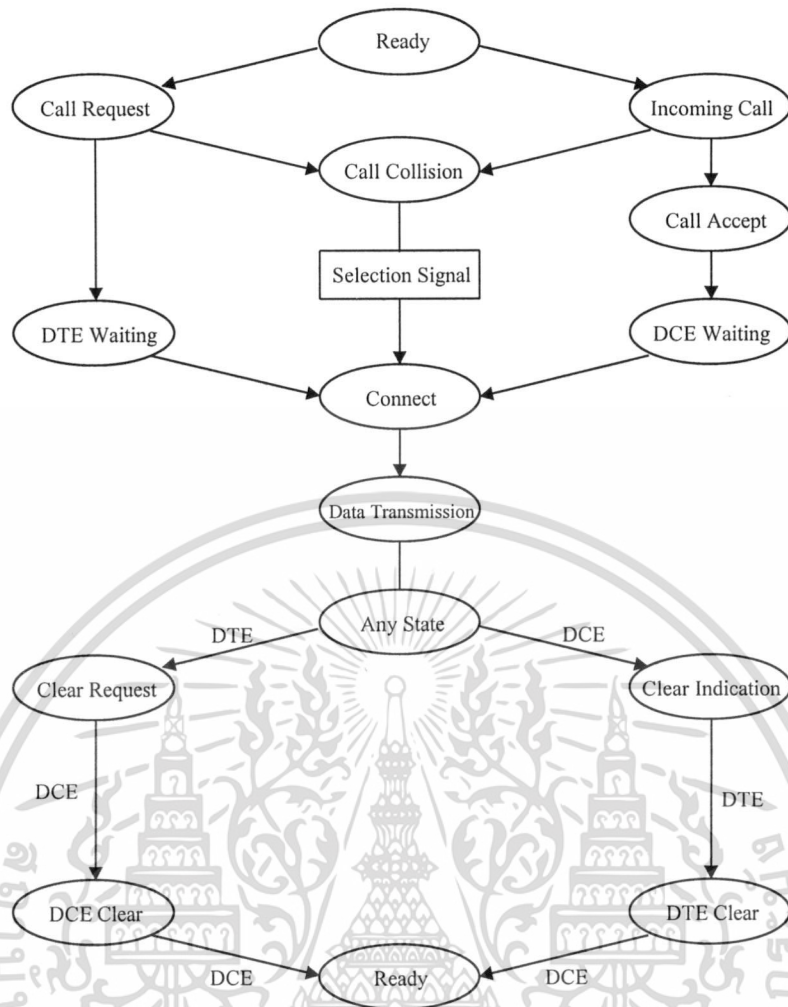 Ready
Call Request
Incoming Call
Call Collision
Call Accept
Selection Signal
DTE Waiting
DCE Waiting
Connect
Data Transmission
Any State
DTE
DCE
Clear Request
Clear Indication
DCE
DTE
DCE Clear
DTE Clear
DCE
Ready
DCE